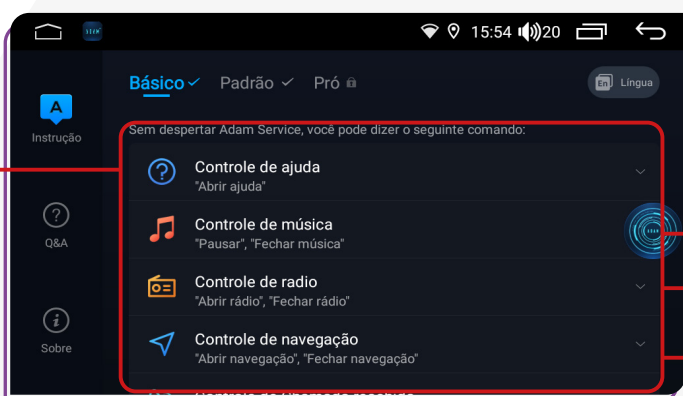 15:54 20
Básico Padrão Pró
En Língua
A
Instrução
Sem despertar Adam Service, você pode dizer o seguinte comando:
Controle de ajuda
"Abrir ajuda"
Controle de música
"Pausar", "Fechar música"
Q&A
Controle de radio
"Abrir rádio", "Fechar rádio"
Controle de navegação
"Abrir navegação", "Fechar navegação"
Sobre